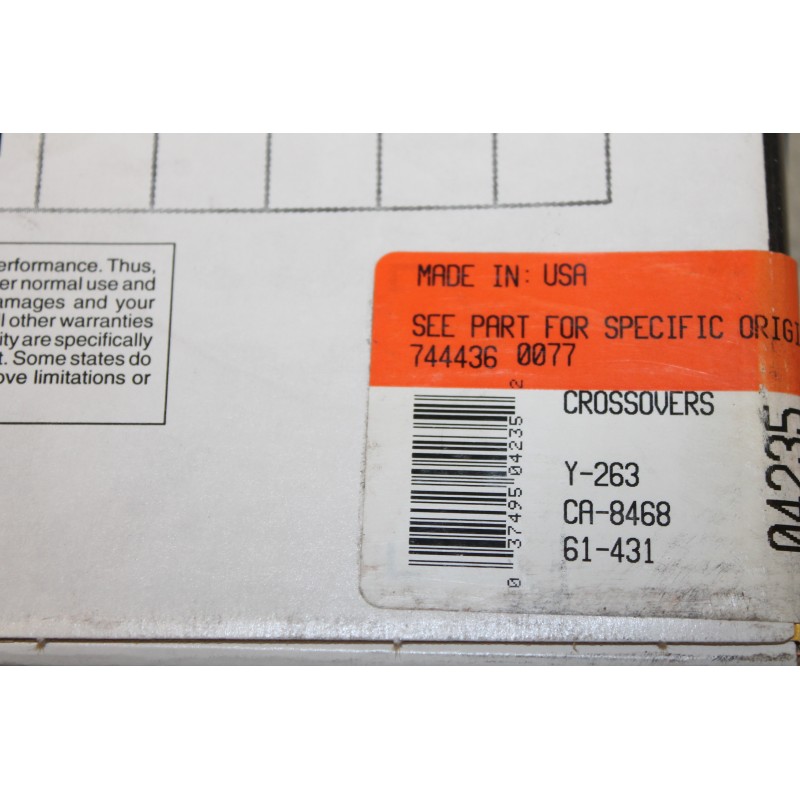 erformance. Thus,
er normal use and
amages and your
l other warranties
ity are specifically
t. Some states do
ove limitations or
MADE IN: USA
SEE PART FOR SPECIFIC ORIGI
744436 0077
CROSSOVERS
Y-263
CA-8468
61-431
0 37495 04235 2
04235